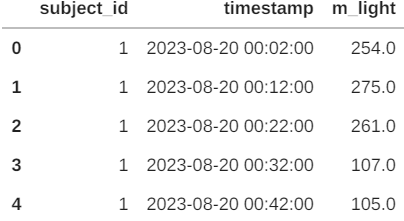 subject_id timestamp m_light
0 1 2023-08-20 00:02:00 254.0
1 1 2023-08-20 00:12:00 275.0
2 1 2023-08-20 00:22:00 261.0
3 1 2023-08-20 00:32:00 107.0
4 1 2023-08-20 00:42:00 105.0